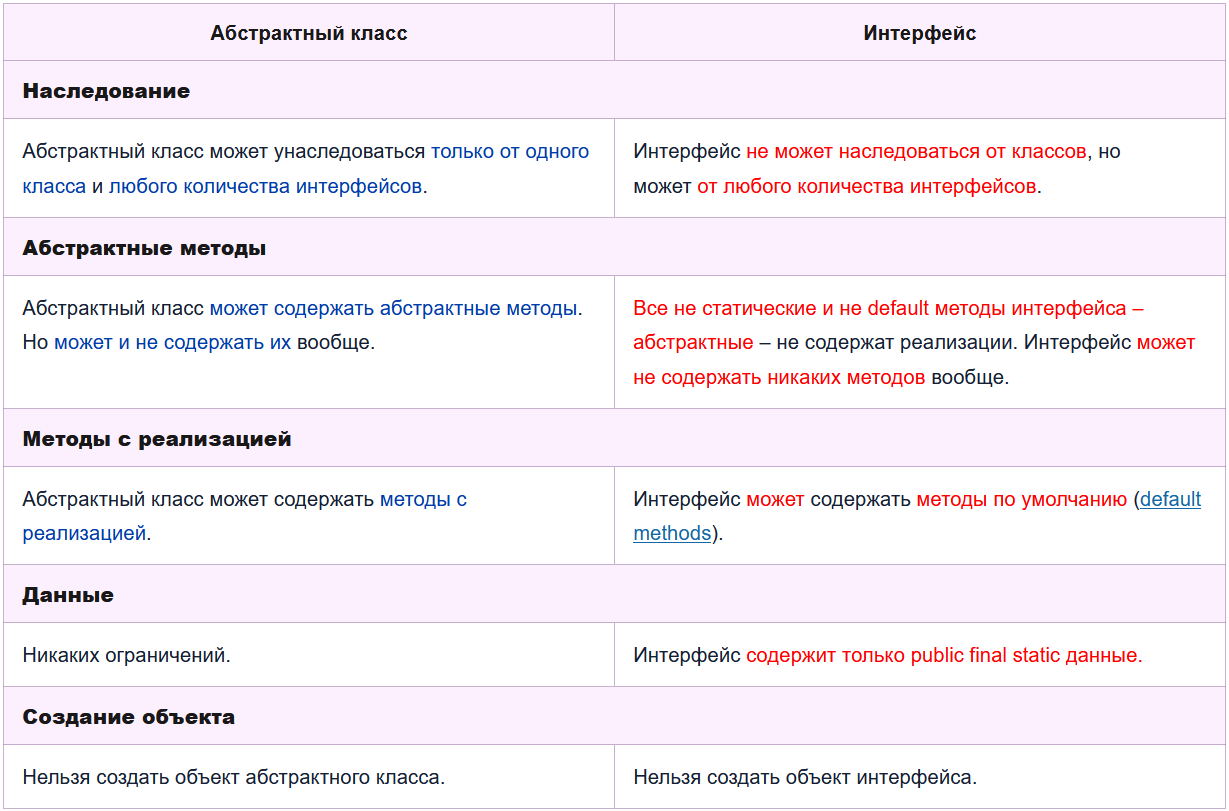 Абстрактный класс
Интерфейс
Наследование
Абстрактный класс может унаследоваться только от одного
класса и любого количества интерфейсов.
Интерфейс не может наследоваться от классов, но
может от любого количества интерфейсов.
Абстрактные методы
Абстрактный класс может содержать абстрактные методы.
Но может и не содержать их вообще.
Все не статические и не default методы интерфейса –
абстрактные – не содержат реализации. Интерфейс может
не содержать никаких методов вообще.
Методы с реализацией
Абстрактный класс может содержать методы с
реализацией.
Интерфейс может содержать методы по умолчанию (default
methods).
Данные
Никаких ограничений.
Интерфейс содержит только public final static данные.
Создание объекта
Нельзя создать объект абстрактного класса.
Нельзя создать объект интерфейса.